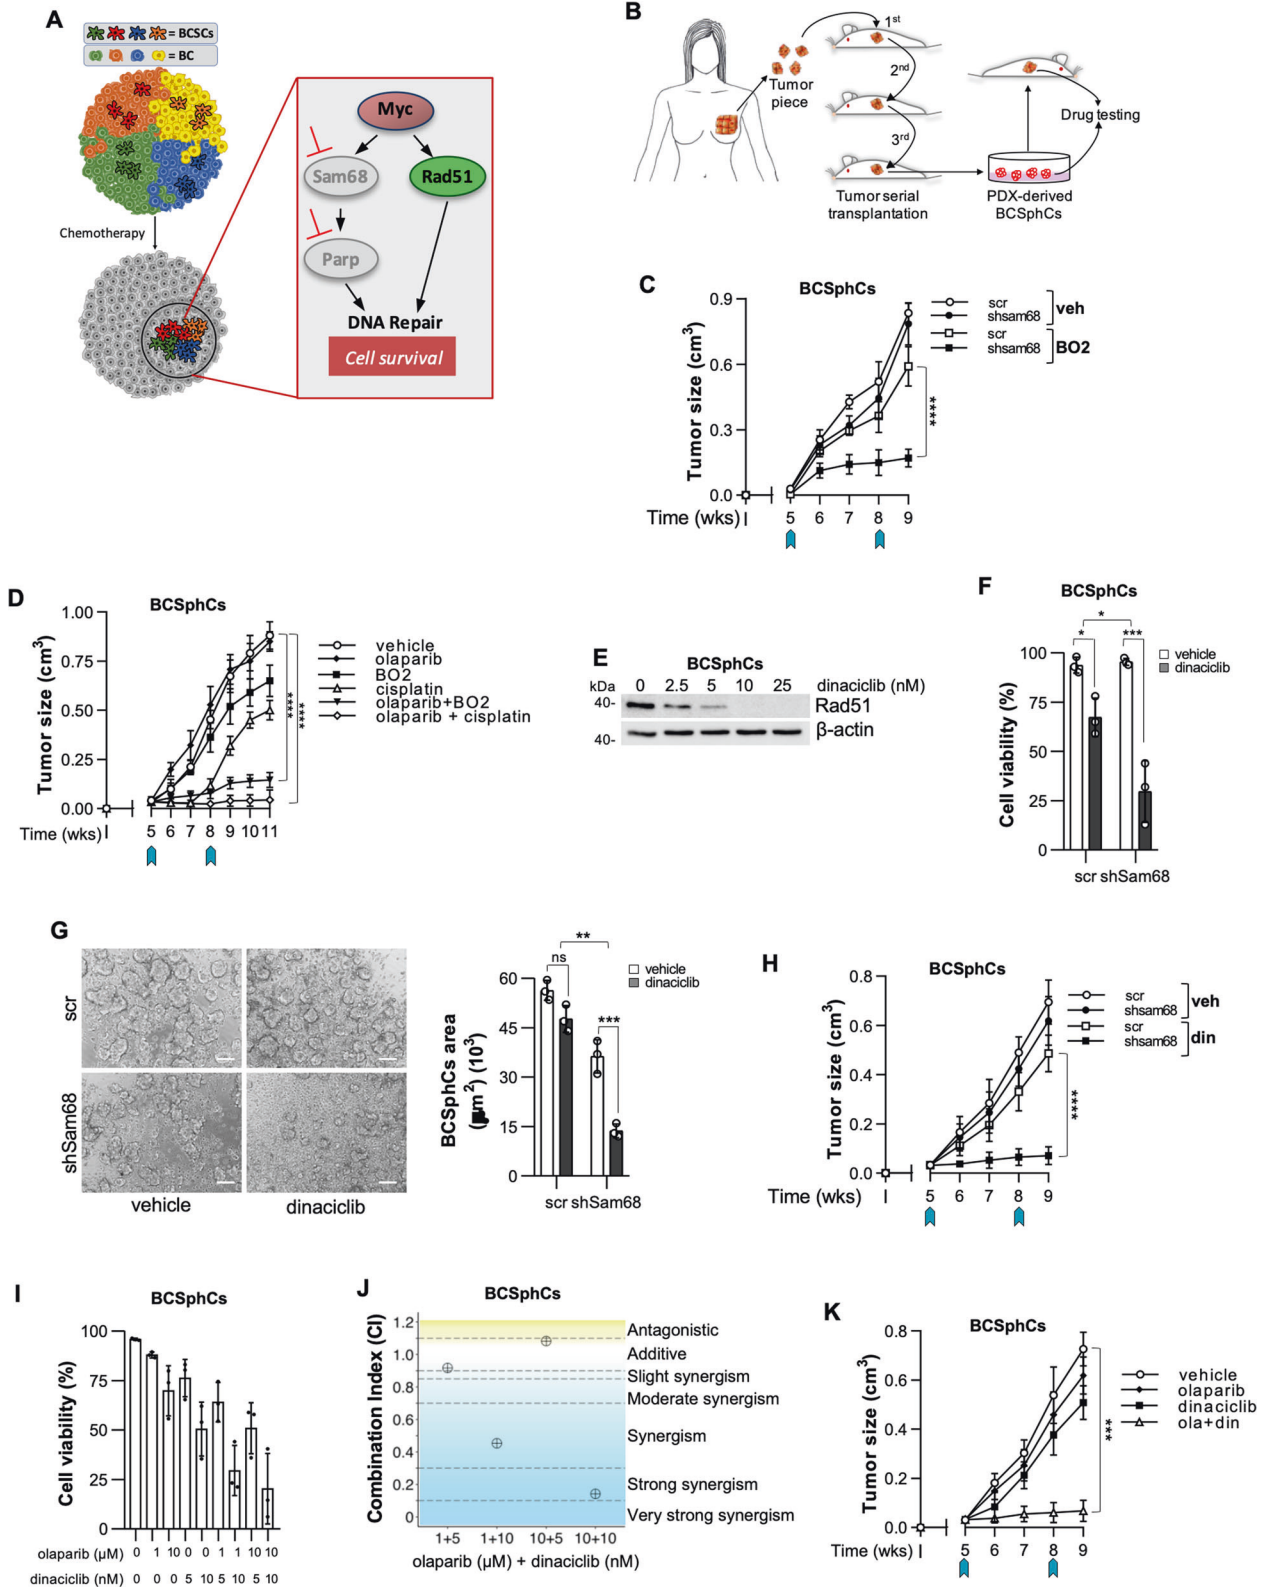 A
= BCSCs
= BC
Chemotherapy
Myc
Sam68
Rad51
Parp
DNA Repair
Cell survival
B
Tumor
piece
1st
2nd
3rd
Tumor serial
transplantation
PDX-derived
BCSphCs
Drug testing
C
BCSphCs
Tumor size (cm³)
0.9
0.6
0.3
0.0
Time (wks)
5 6 7 8 9
scr
shsam68
veh
scr
shsam68
BO2
****
D
BCSphCs
Tumor size (cm³)
1.00
0.75
0.50
0.25
0.00
Time (wks)
5 6 7 8 9 10 11
vehicle
olaparib
BO2
cisplatin
olaparib+BO2
olaparib + cisplatin
****
****
E
BCSphCs
kDa 0 2.5 5 10 25 dinaciclib (nM)
40- Rad51
40- β-actin
F
BCSphCs
Cell viability (%)
100
75
50
25
0
*
* ***
vehicle
dinaciclib
scr shSam68
G
scr
shSam68
vehicle dinaciclib
BCSphCs area
m²) (10³)
60
45
30
15
0
**
ns
***
vehicle
dinaciclib
scr shSam68
H
BCSphCs
Tumor size (cm³)
0.8
0.6
0.4
0.2
0.0
Time (wks)
5 6 7 8 9
scr
shsam68
veh
scr
shsam68
din
****
I
BCSphCs
Cell viability (%)
100
75
50
25
0
olaparib (µM) 0 1 10 0 0 1 1 10 10
dinaciclib (nM) 0 0 0 5 10 5 10 5 10
J
BCSphCs
Combination Index (CI)
1.2
1.0
0.8
0.6
0.4
0.2
0
Antagonistic
Additive
Slight synergism
Moderate synergism
Synergism
Strong synergism
Very strong synergism
1+5 1+10 10+5 10+10
olaparib (µM) + dinaciclib (nM)
K
BCSphCs
Tumor size (cm³)
0.8
0.6
0.4
0.2
0.0
Time (wks)
5 6 7 8 9
vehicle
olaparib
dinaciclib
ola+din
***